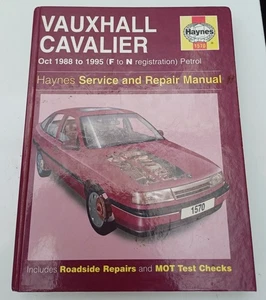 VAUXHALL
CAVALIER
Haynes
1570
Oct 1988 to 1995 (F to N registration) Petrol
Haynes Service and Repair Manual
1570
Includes Roadside Repairs and MOT Test Checks